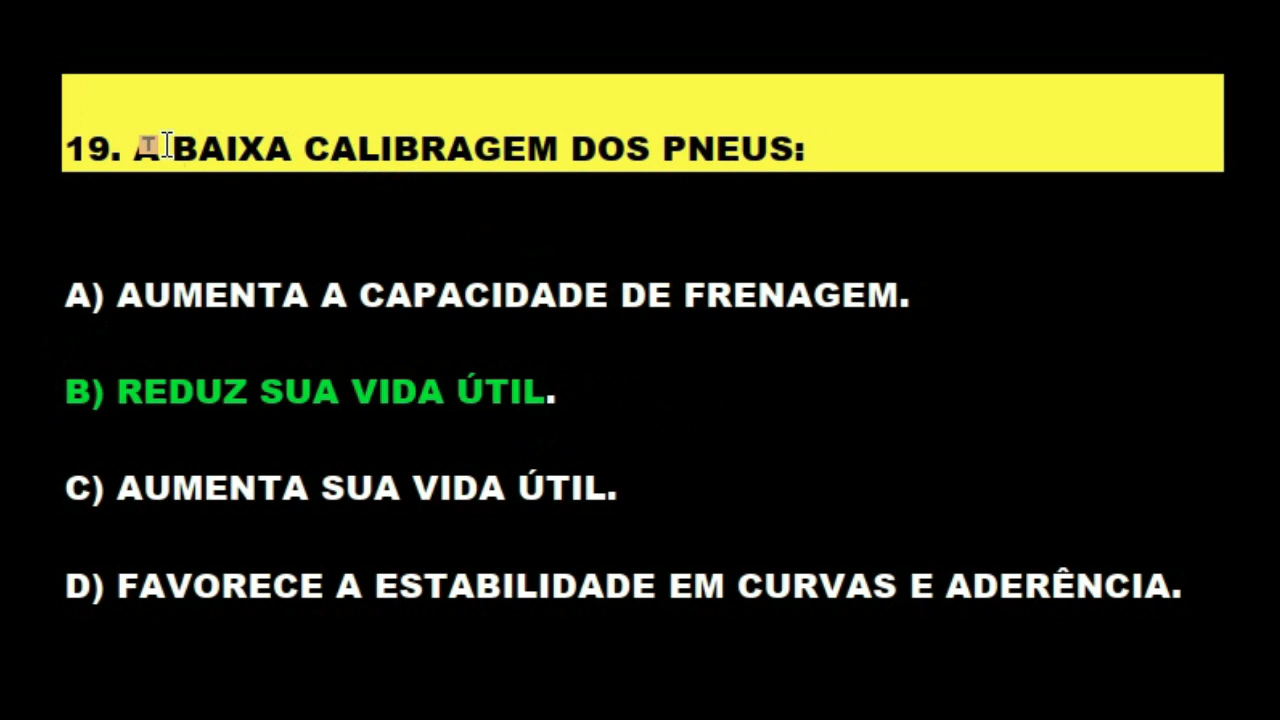 19. A BAIXA CALIBRAGEM DOS PNEUS:
A) AUMENTA A CAPACIDADE DE FRENAGEM.
B) REDUZ SUA VIDA ÚTIL.
C) AUMENTA SUA VIDA ÚTIL.
D) FAVORECE A ESTABILIDADE EM CURVAS E ADERÊNCIA.